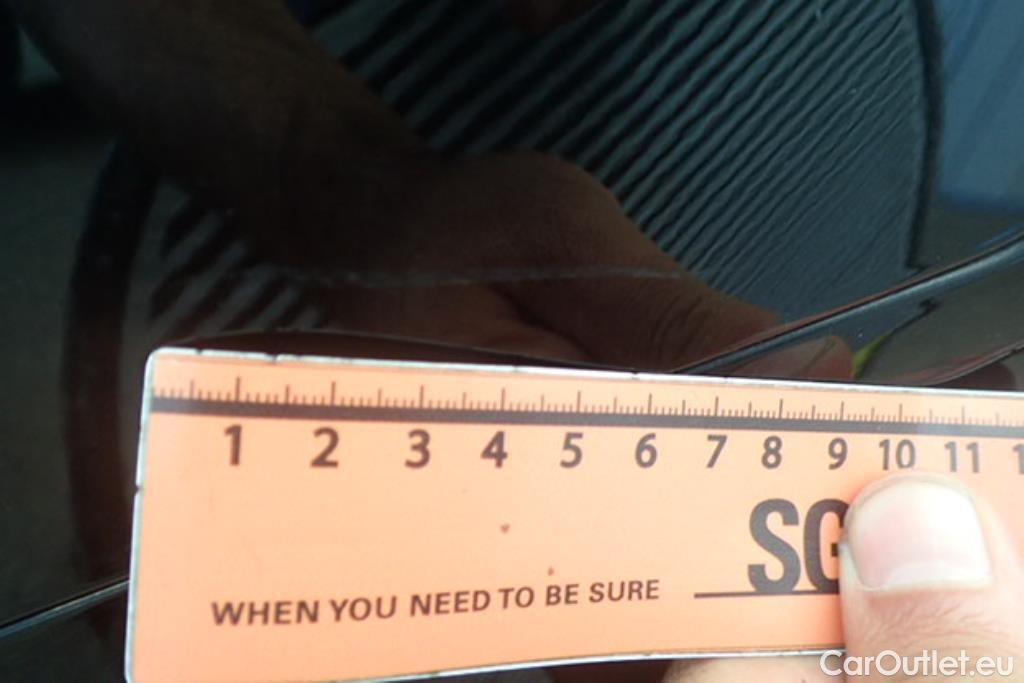 1 2 3 4 5 6 7 8 9 10 11
SG
WHEN YOU NEED TO BE SURE
CarOutlet.eu